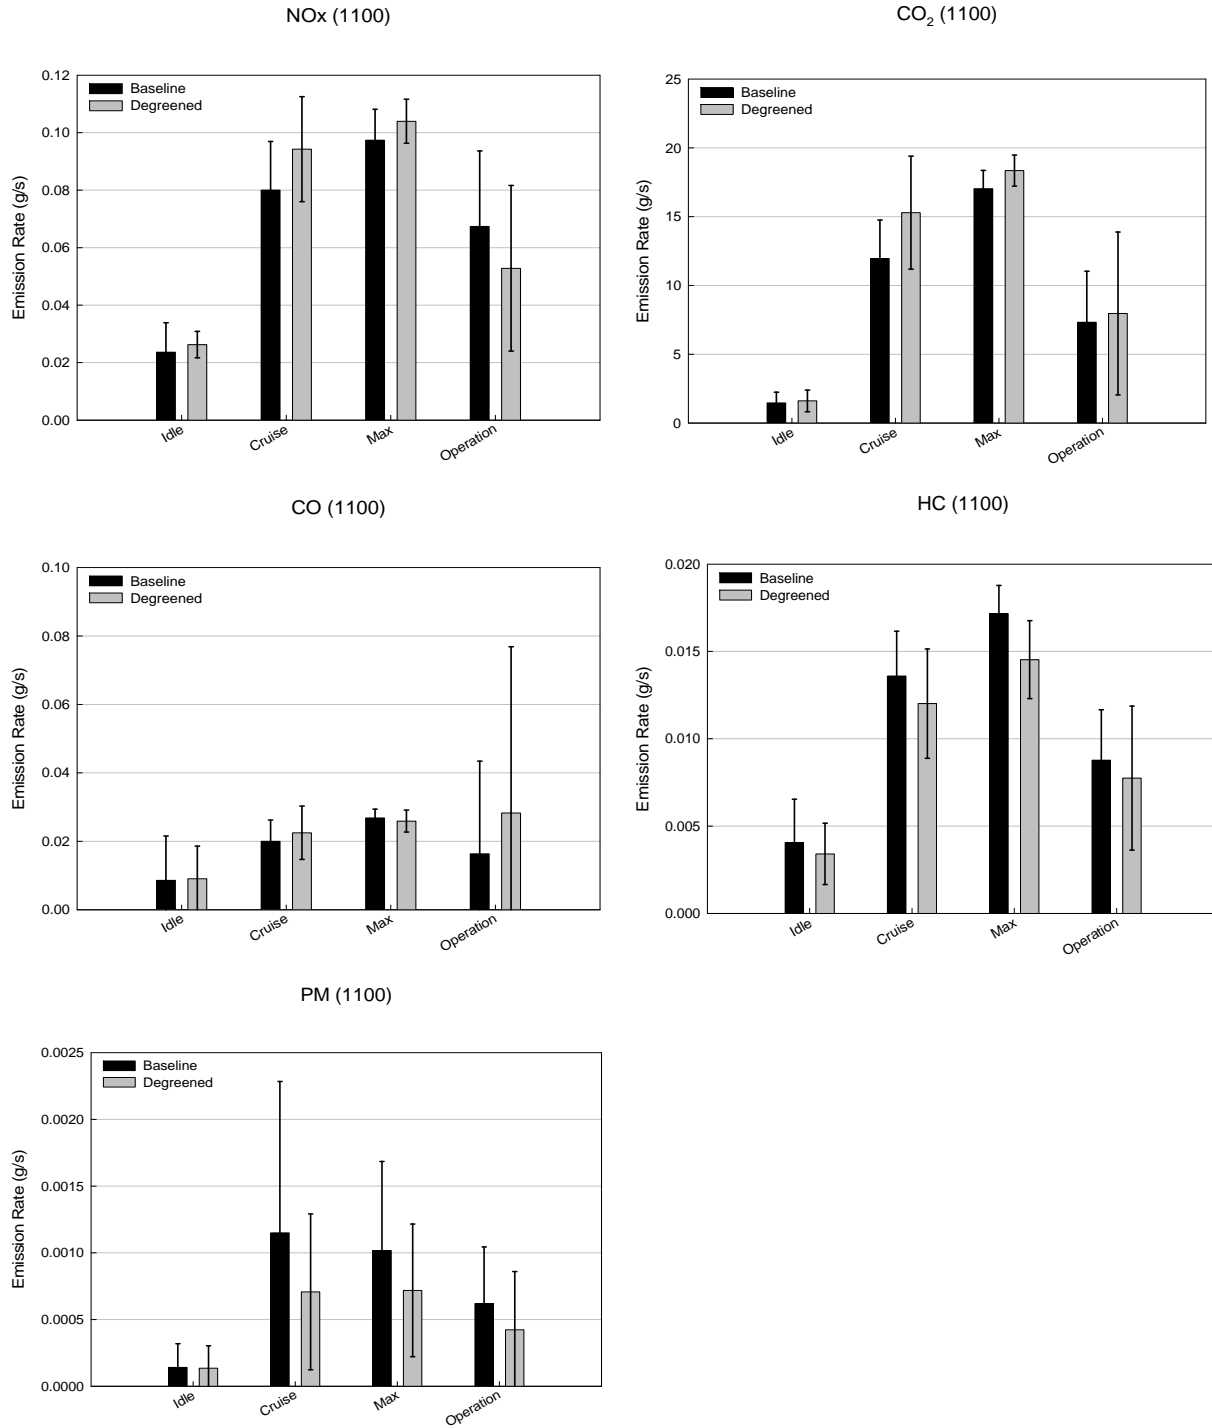 NOx (1100)
Baseline
Degreened
Emission Rate (g/s)
0.12
0.10
0.08
0.06
0.04
0.02
0.00
Idle
Cruise
Max
Operation
CO2 (1100)
Baseline
Degreened
Emission Rate (g/s)
25
20
15
10
5
0
Idle
Cruise
Max
Operation
CO (1100)
Baseline
Degreened
Emission Rate (g/s)
0.10
0.08
0.06
0.04
0.02
0.00
Idle
Cruise
Max
Operation
HC (1100)
Baseline
Degreened
Emission Rate (g/s)
0.020
0.015
0.010
0.005
0.000
Idle
Cruise
Max
Operation
PM (1100)
Baseline
Degreened
Emission Rate (g/s)
0.0025
0.0020
0.0015
0.0010
0.0005
0.0000
Idle
Cruise
Max
Operation